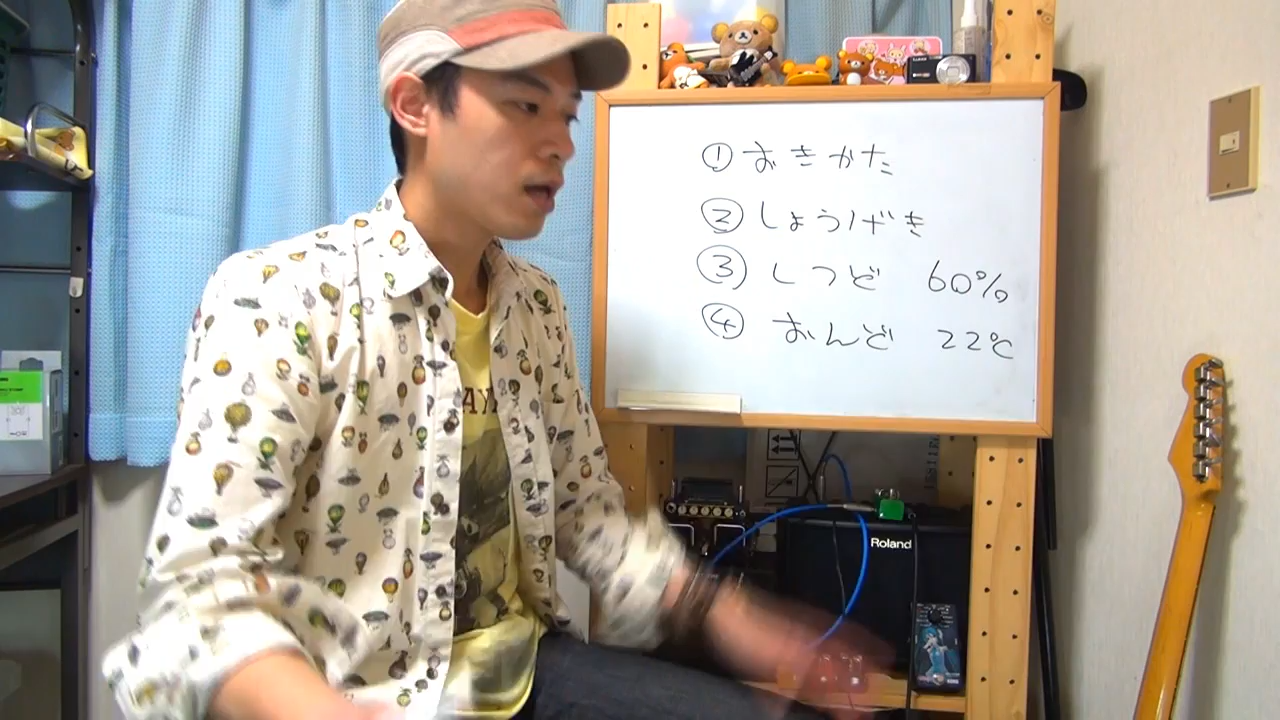 ①おきかた
②しょうげき
③しつど 60%
④おんど 22℃
Roland